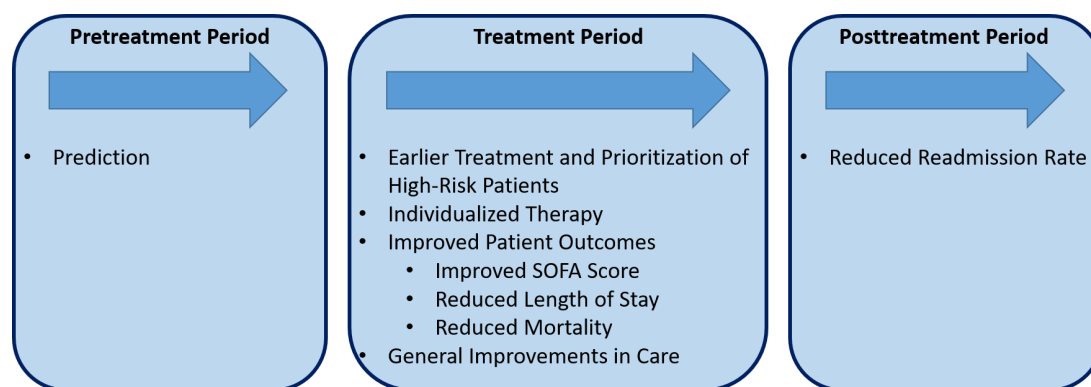 Pretreatment Period
• Prediction
Treatment Period
• Earlier Treatment and Prioritization of
High-Risk Patients
• Individualized Therapy
• Improved Patient Outcomes
• Improved SOFA Score
• Reduced Length of Stay
• Reduced Mortality
• General Improvements in Care
Posttreatment Period
• Reduced Readmission Rate